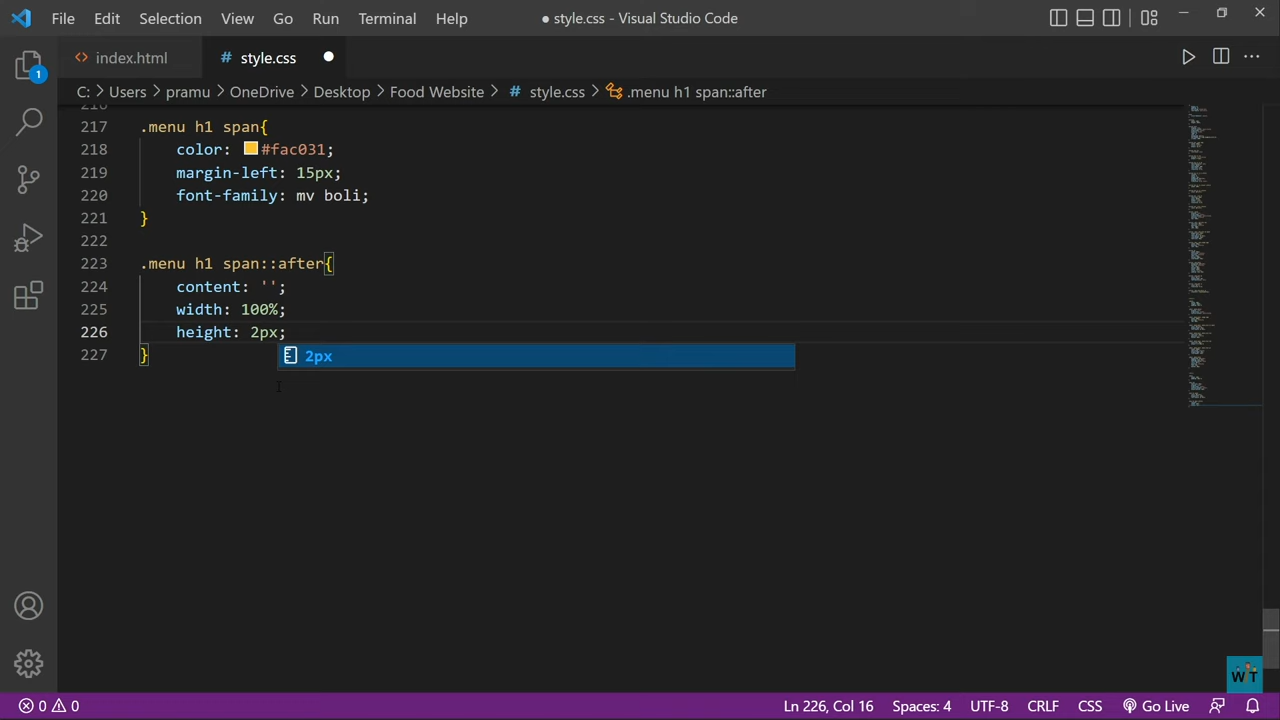 File Edit Selection View Go Run Terminal Help ● style.css - Visual Studio Code
<> index.html # style.css ●
1
C: > Users > pramu > OneDrive > Desktop > Food Website > # style.css > .menu h1 span::after
216
217 .menu h1 span{
218 color: #fac031;
219 margin-left: 15px;
220 font-family: mv boli;
221 }
222
223 .menu h1 span::after{
224 content: '';
225 width: 100%;
226 height: 2px;
2px
227 }
WT
0 0 Ln 226, Col 16 Spaces: 4 UTF-8 CRLF CSS Go Live